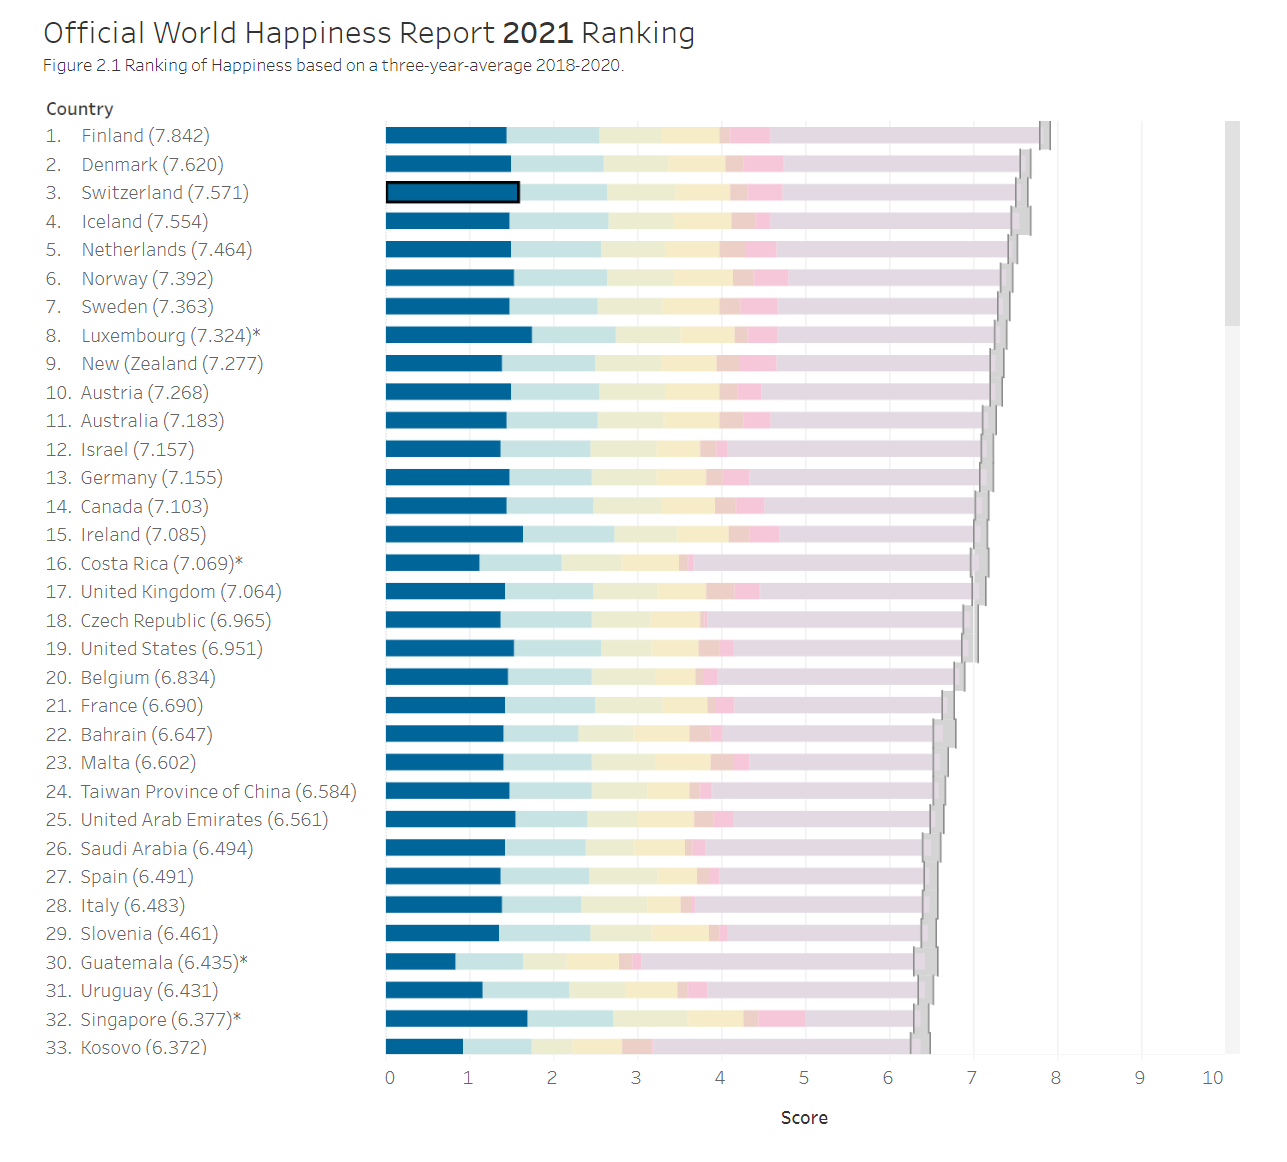 Official World Happiness Report 2021 Ranking
Figure 2.1 Ranking of Happiness based on a three-year-average 2018-2020.
Country
1. Finland (7.842)
2. Denmark (7.620)
3. Switzerland (7.571)
4. Iceland (7.554)
5. Netherlands (7.464)
6. Norway (7.392)
7. Sweden (7.363)
8. Luxembourg (7.324)*
9. New (Zealand (7.277)
10. Austria (7.268)
11. Australia (7.183)
12. Israel (7.157)
13. Germany (7.155)
14. Canada (7.103)
15. Ireland (7.085)
16. Costa Rica (7.069)*
17. United Kingdom (7.064)
18. Czech Republic (6.965)
19. United States (6.951)
20. Belgium (6.834)
21. France (6.690)
22. Bahrain (6.647)
23. Malta (6.602)
24. Taiwan Province of China (6.584)
25. United Arab Emirates (6.561)
26. Saudi Arabia (6.494)
27. Spain (6.491)
28. Italy (6.483)
29. Slovenia (6.461)
30. Guatemala (6.435)*
31. Uruguay (6.431)
32. Singapore (6.377)*
33. Kosovo (6.372)
0 1 2 3 4 5 6 7 8 9 10
Score